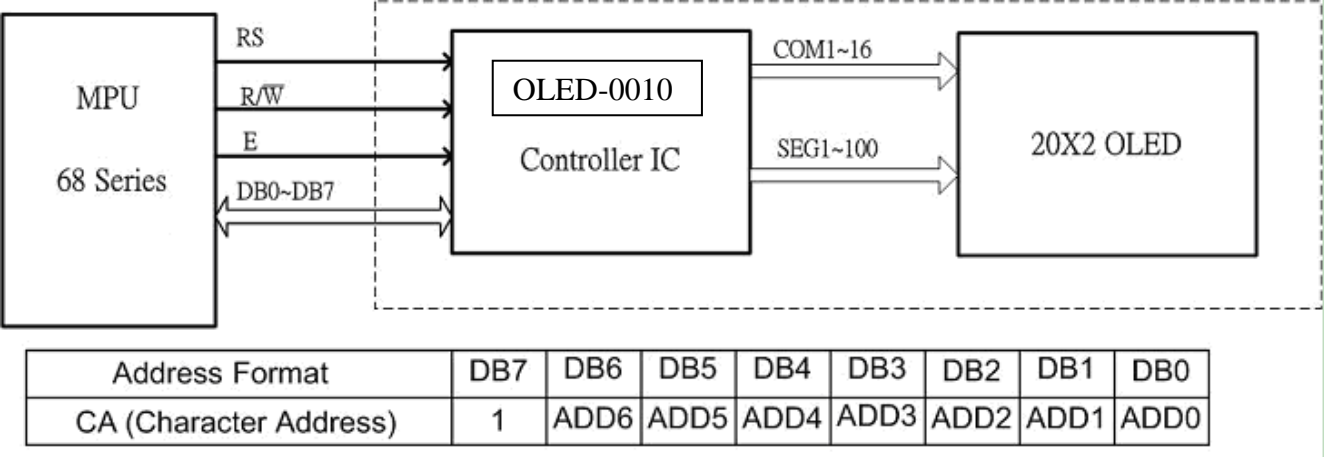 MPU
68 Series
RS
R/W̅
E
DB0~DB7
OLED-0010
Controller IC
COM1~16
SEG1~100
20X2 OLED
Address Format DB7 DB6 DB5 DB4 DB3 DB2 DB1 DB0
CA (Character Address) 1 ADD6 ADD5 ADD4 ADD3 ADD2 ADD1 ADD0